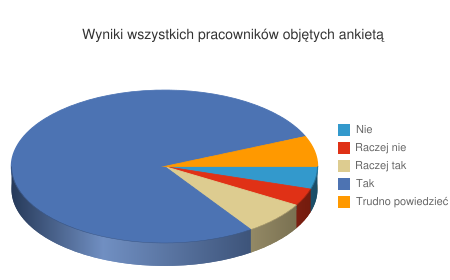 Wyniki wszystkich pracowników objętych ankietą
Nie
Raczej nie
Raczej tak
Tak
Trudno powiedzieć